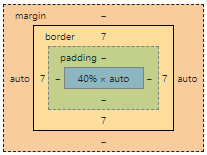 margin –
border 7
padding –
auto 7 – 40% × auto – 7 auto
–
7
–